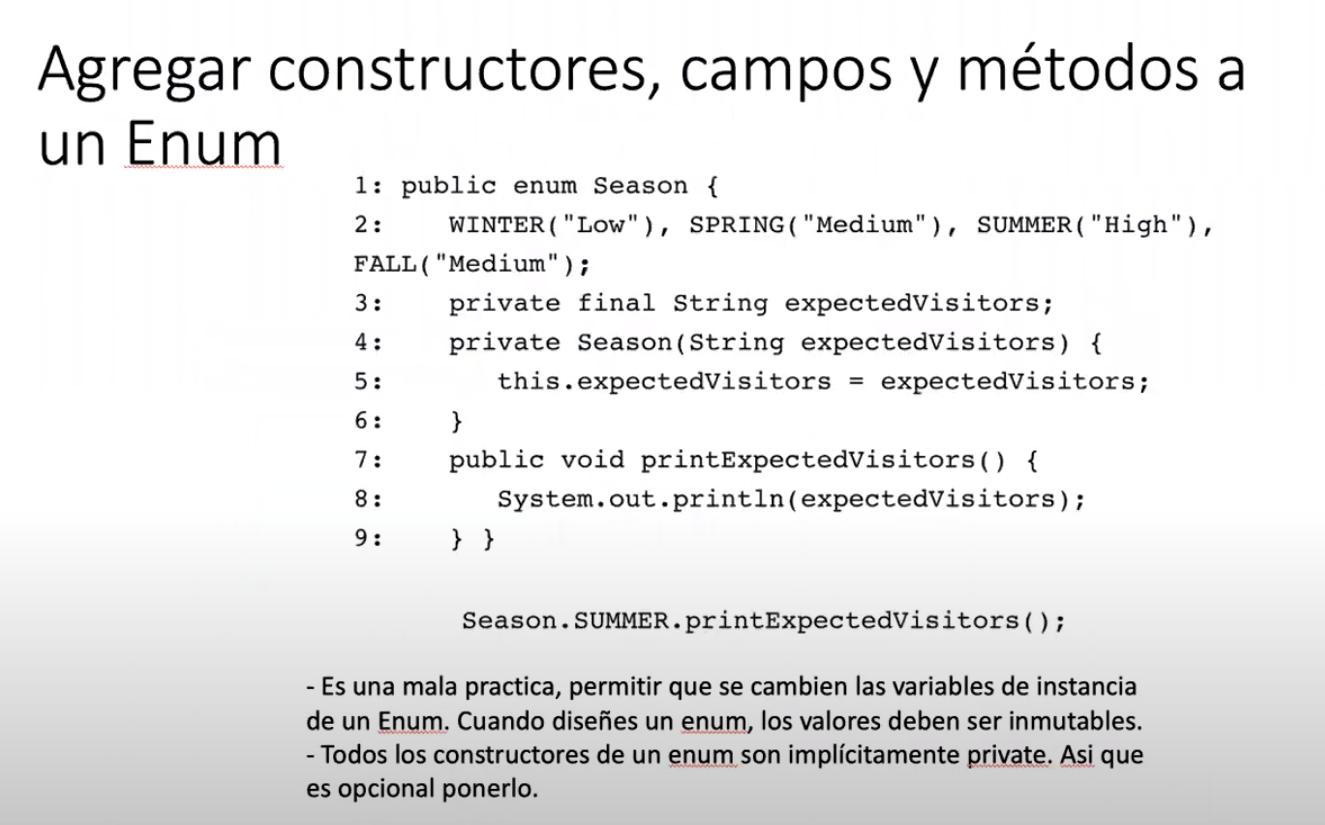 Agregar constructores, campos y métodos a
un Enum
1: public enum Season {
2:    WINTER("Low"), SPRING("Medium"), SUMMER("High"),
FALL("Medium");
3:    private final String expectedVisitors;
4:    private Season(String expectedVisitors) {
5:       this.expectedVisitors = expectedVisitors;
6:    }
7:    public void printExpectedVisitors() {
8:       System.out.println(expectedVisitors);
9:    } }
Season.SUMMER.printExpectedVisitors();
- Es una mala practica, permitir que se cambien las variables de instancia
de un Enum. Cuando diseñes un enum, los valores deben ser inmutables.
- Todos los constructores de un enum son implícitamente private. Asi que
es opcional ponerlo.